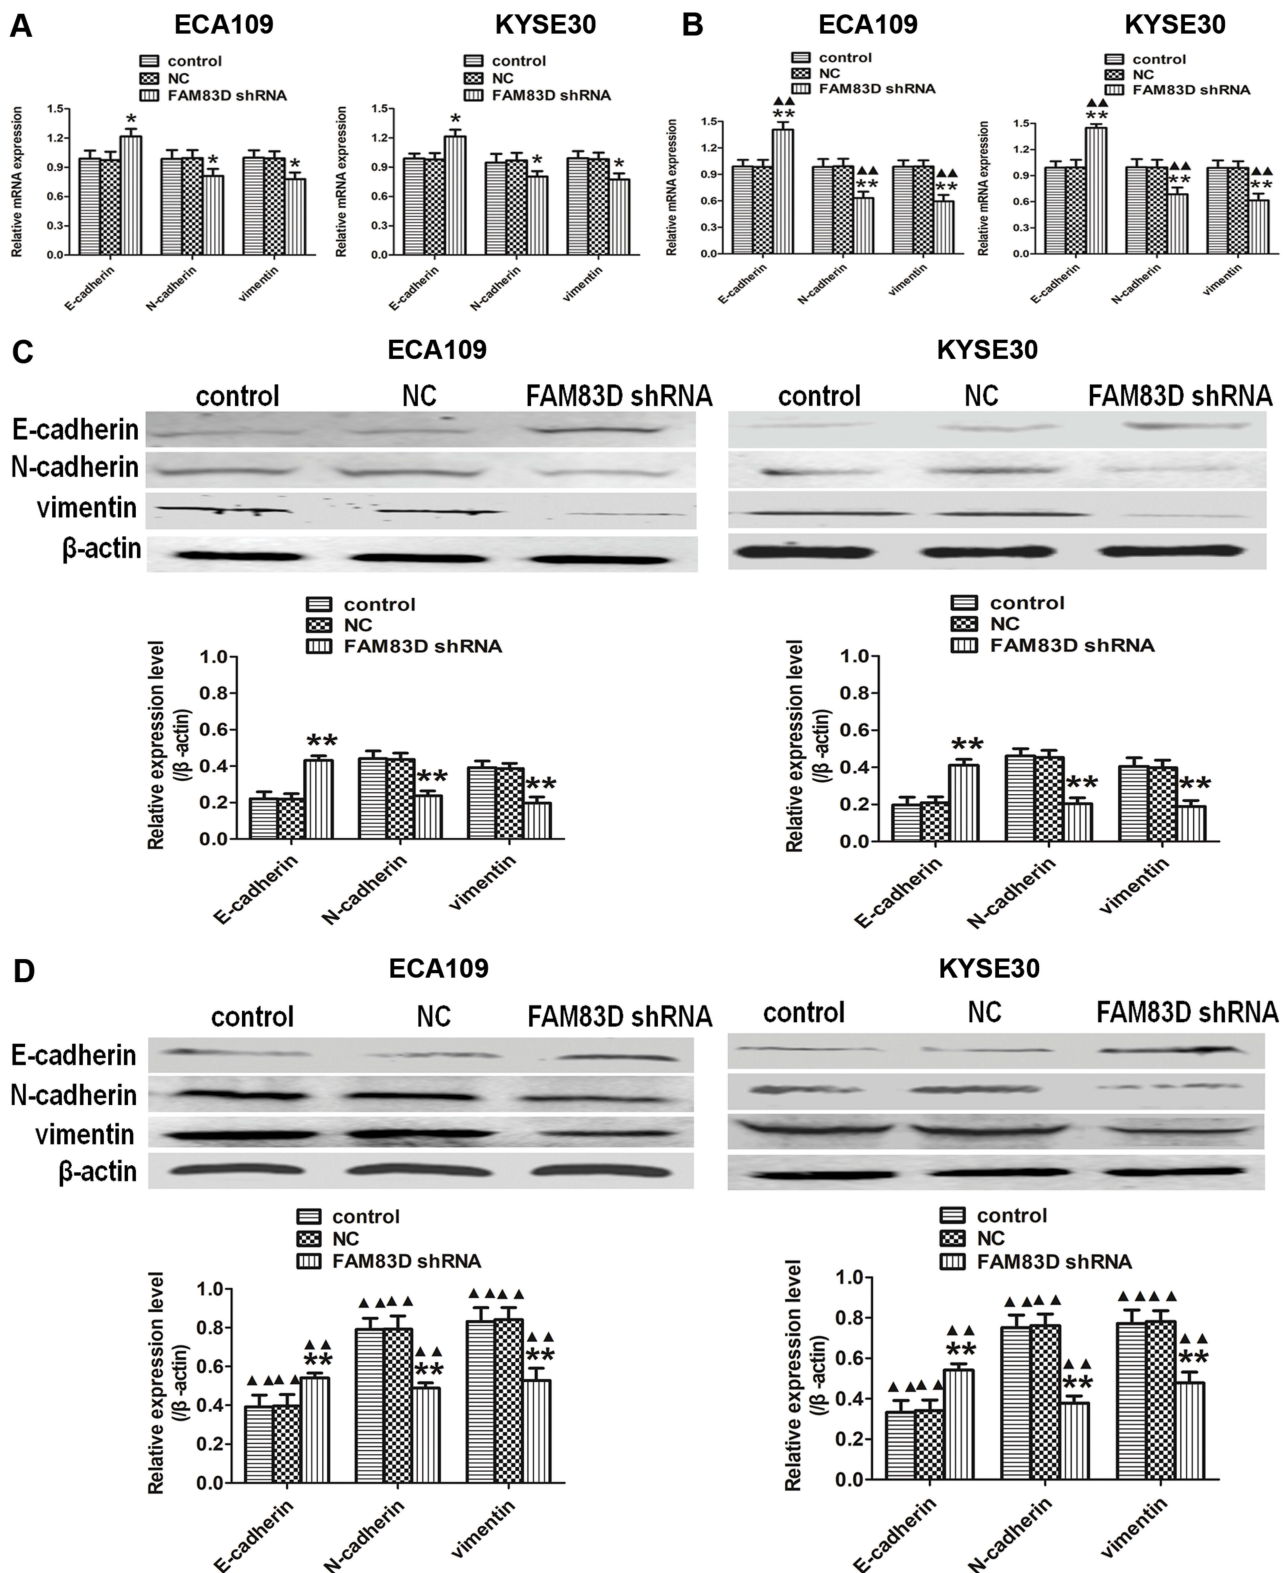 A
ECA109
KYSE30
control
NC
FAM83D shRNA
control
NC
FAM83D shRNA
Relative mRNA expression
1.5
1.2
0.9
0.6
0.3
0.0
*
*
*
E-cadherin
N-cadherin
vimentin
Relative mRNA expression
1.5
1.2
0.9
0.6
0.3
0.0
*
*
*
E-cadherin
N-cadherin
vimentin
B
ECA109
KYSE30
control
NC
FAM83D shRNA
control
NC
FAM83D shRNA
Relative mRNA expression
1.5
1.2
0.9
0.6
0.3
0.0
▲▲
**
▲▲
**
▲▲
**
E-cadherin
N-cadherin
vimentin
Relative mRNA expression
1.5
1.2
0.9
0.6
0.3
0.0
▲▲
**
▲▲
**
▲▲
**
E-cadherin
N-cadherin
vimentin
C
ECA109
KYSE30
control NC FAM83D shRNA
control NC FAM83D shRNA
E-cadherin
N-cadherin
vimentin
β-actin
control
NC
FAM83D shRNA
Relative expression level
(/β -actin)
1.0
0.8
0.6
0.4
0.2
0.0
**
**
**
E-cadherin
N-cadherin
vimentin
control
NC
FAM83D shRNA
Relative expression level
(/β -actin)
1.0
0.8
0.6
0.4
0.2
0.0
**
**
**
E-cadherin
N-cadherin
vimentin
D
ECA109
KYSE30
control NC FAM83D shRNA
control NC FAM83D shRNA
E-cadherin
N-cadherin
vimentin
β-actin
control
NC
FAM83D shRNA
Relative expression level
(/β -actin)
1.0
0.8
0.6
0.4
0.2
0.0
▲▲▲▲
▲▲
**
▲▲▲▲
▲▲
**
▲▲▲▲
▲▲
**
E-cadherin
N-cadherin
vimentin
control
NC
FAM83D shRNA
Relative expression level
(/β -actin)
1.0
0.8
0.6
0.4
0.2
0.0
▲▲▲▲
▲▲
**
▲▲▲▲
▲▲
**
▲▲▲▲
▲▲
**
E-cadherin
N-cadherin
vimentin